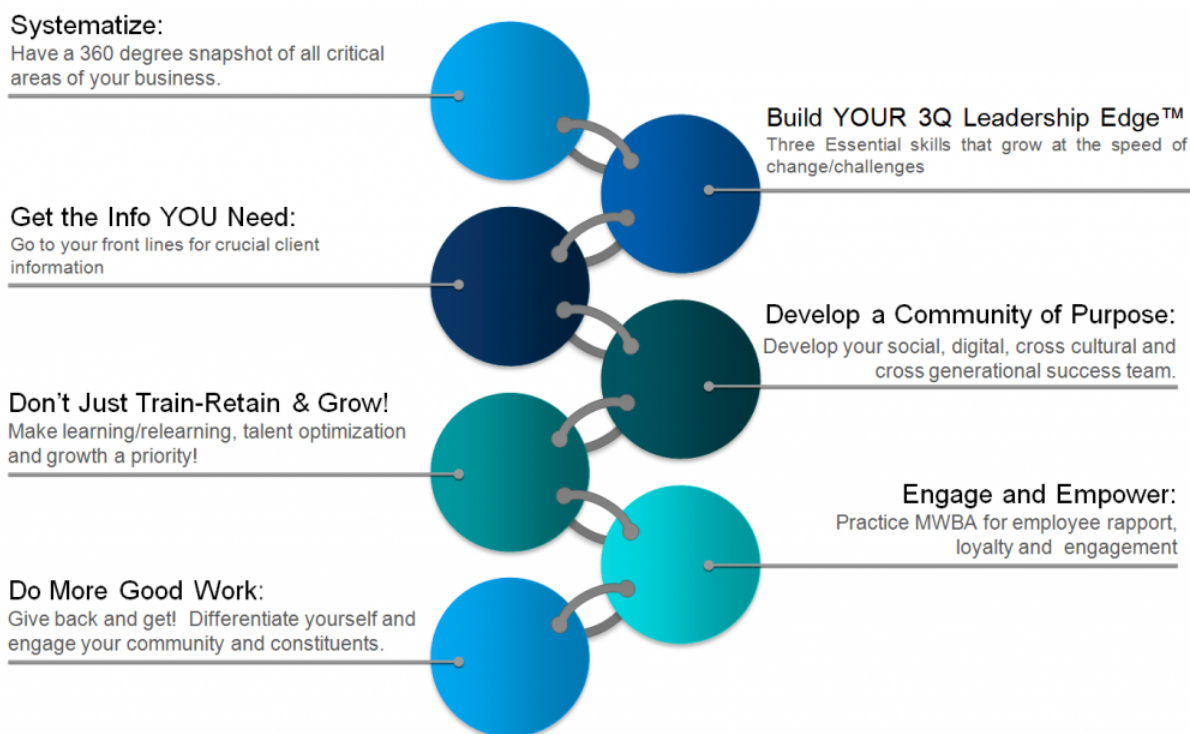 Systematize:
Have a 360 degree snapshot of all critical
areas of your business.
Build YOUR 3Q Leadership Edge™
Three Essential skills that grow at the speed of
change/challenges
Get the Info YOU Need:
Go to your front lines for crucial client
information
Develop a Community of Purpose:
Develop your social, digital, cross cultural and
cross generational success team.
Don't Just Train-Retain & Grow!
Make learning/relearning, talent optimization
and growth a priority!
Engage and Empower:
Practice MWBA for employee rapport,
loyalty and engagement
Do More Good Work:
Give back and get! Differentiate yourself and
engage your community and constituents.